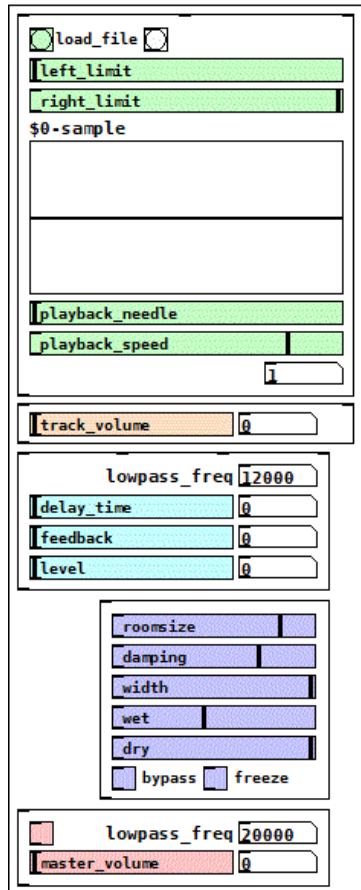 load_file
left_limit
right_limit
$0-sample
playback_needle
playback_speed
1
track_volume 0
lowpass_freq 12000
delay_time 0
feedback 0
level 0
roomsize
damping
width
wet
dry
bypass freeze
lowpass_freq 20000
master_volume 0